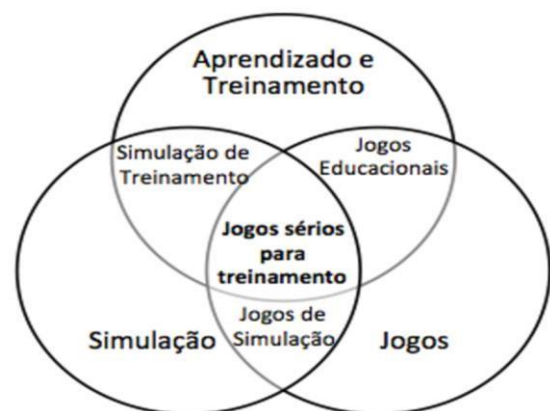 Aprendizado e
Treinamento
Simulação de
Treinamento
Jogos
Educacionais
Jogos sérios
para
treinamento
Jogos de
Simulação
Simulação
Jogos